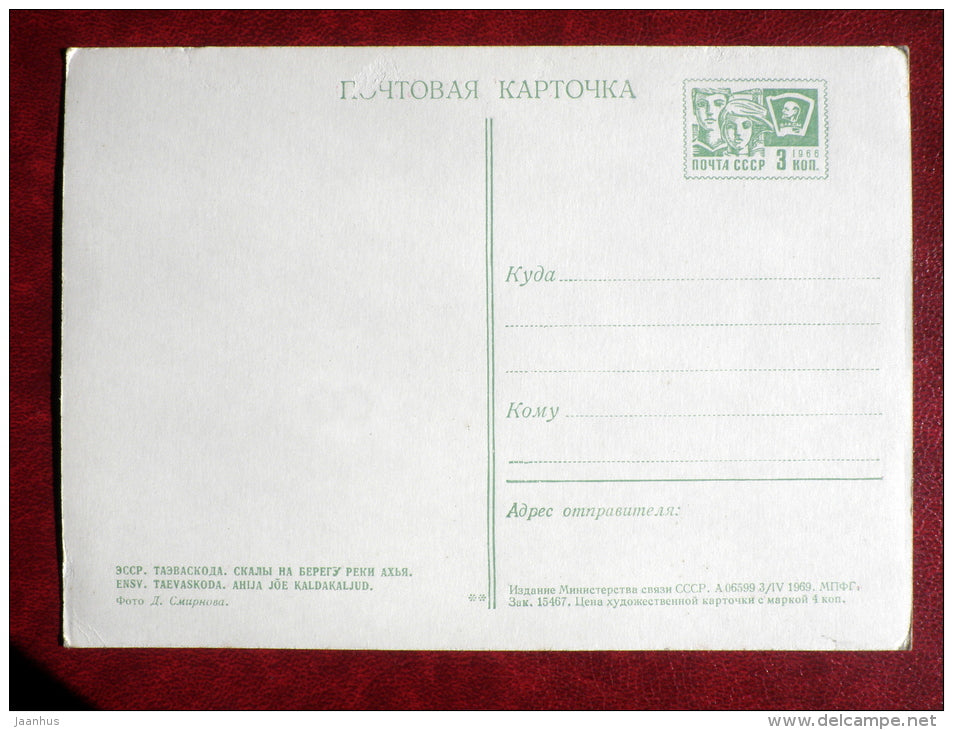 ПОЧТОВАЯ КАРТОЧКА
1966
ПОЧТА СССР 3 КОП.
Куда
Кому
Адрес отправителя:
ЭССР. ТАЭВАСКОДА. СКАЛЫ НА БЕРЕГУ РЕКИ АХЬЯ.
ENSV. TAEVASKODA. AHIJA JÕE KALDAKALJUD.
Фото Д. Смирнова.
**
Издание Министерства связи СССР. А 06599 3/IV 1969. МПФГ.
Зак. 15467. Цена художественной карточки с маркой 4 коп.
jaanhus
www.delcampe.net